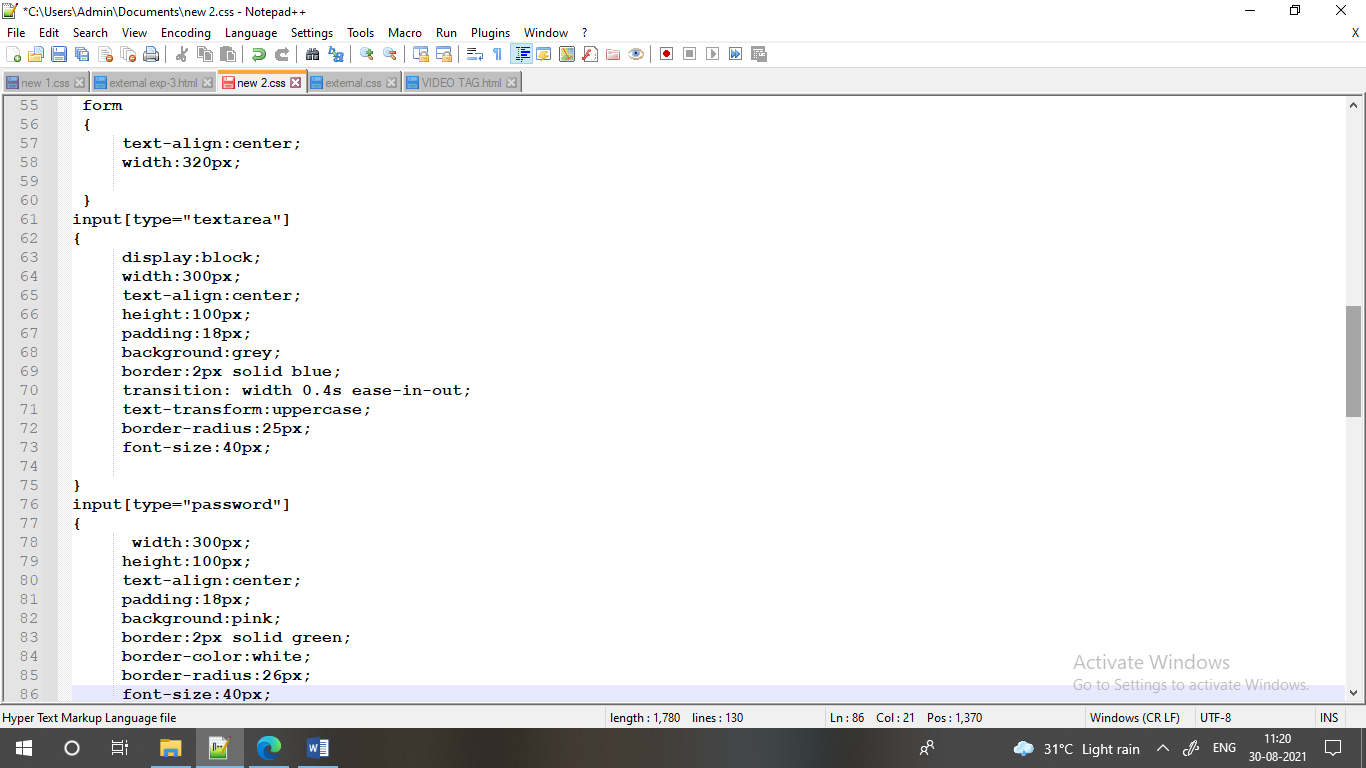 *C:\Users\Admin\Documents\new 2.css - Notepad++
File Edit Search View Encoding Language Settings Tools Macro Run Plugins Window ? X
new 1.css external exp-3.html new 2.css external.css VIDEO TAG.html
55 form
56 {
57 text-align:center;
58 width:320px;
59
60 }
61 input[type="textarea"]
62 {
63 display:block;
64 width:300px;
65 text-align:center;
66 height:100px;
67 padding:18px;
68 background:grey;
69 border:2px solid blue;
70 transition: width 0.4s ease-in-out;
71 text-transform:uppercase;
72 border-radius:25px;
73 font-size:40px;
74
75 }
76 input[type="password"]
77 {
78 width:300px;
79 height:100px;
80 text-align:center;
81 padding:18px;
82 background:pink;
83 border:2px solid green;
84 border-color:white;
85 border-radius:26px;
86 font-size:40px;
Activate Windows
Go to Settings to activate Windows.
Hyper Text Markup Language file length : 1,780 lines : 130 Ln : 86 Col : 21 Pos : 1,370 Windows (CR LF) UTF-8 INS
31°C Light rain ENG 11:20
30-08-2021